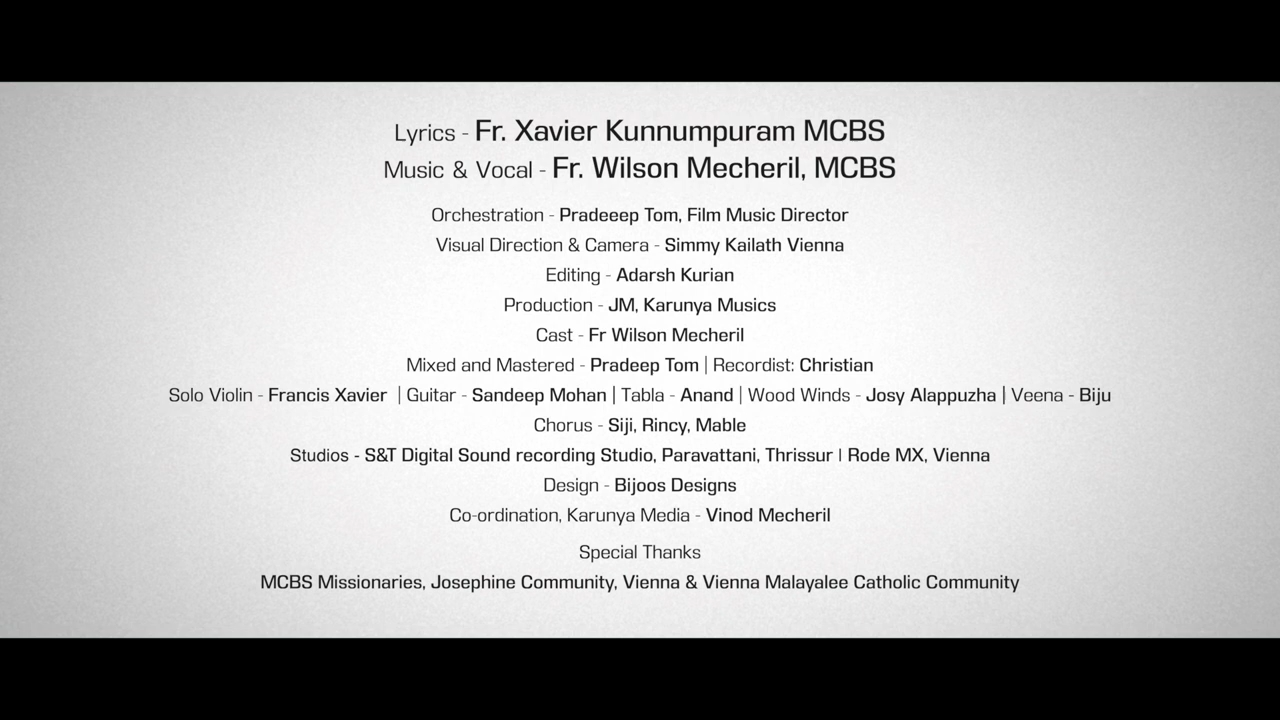 Lyrics - Fr. Xavier Kunnumpuram MCBS
Music & Vocal - Fr. Wilson Mecheril, MCBS
Orchestration - Pradeeep Tom, Film Music Director
Visual Direction & Camera - Simmy Kailath Vienna
Editing - Adarsh Kurian
Production - JM, Karunya Musics
Cast - Fr Wilson Mecheril
Mixed and Mastered - Pradeep Tom | Recordist: Christian
Solo Violin - Francis Xavier | Guitar - Sandeep Mohan | Tabla - Anand | Wood Winds - Josy Alappuzha | Veena - Biju
Chorus - Siji, Rincy, Mable
Studios - S&T Digital Sound recording Studio, Paravattani, Thrissur | Rode MX, Vienna
Design - Bijoos Designs
Co-ordination, Karunya Media - Vinod Mecheril
Special Thanks
MCBS Missionaries, Josephine Community, Vienna & Vienna Malayalee Catholic Community